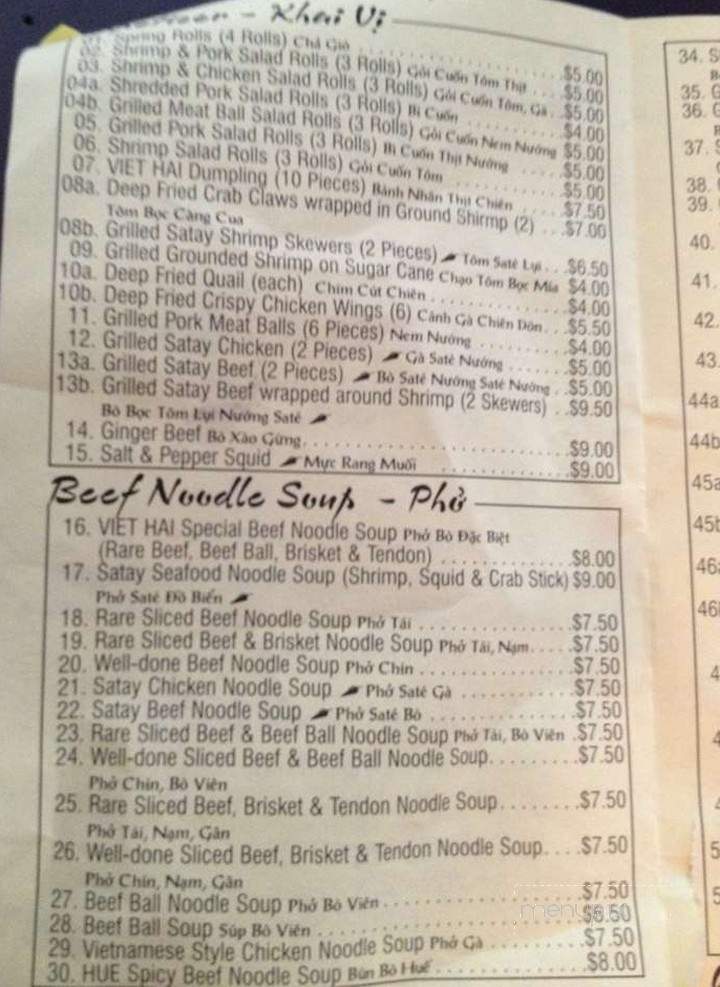 - Khai Vị
01. Spring Rolls (4 Rolls) Chả Giò ............ $5.00
02. Shrimp & Pork Salad Rolls (3 Rolls) Gỏi Cuốn Tôm Thịt ... $5.00
03. Shrimp & Chicken Salad Rolls (3 Rolls) Gỏi Cuốn Tôm, Gà .. $5.00
04a. Shredded Pork Salad Rolls (3 Rolls) Bì Cuốn ........ $4.00
04b. Grilled Meat Ball Salad Rolls (3 Rolls) Gỏi Cuốn Nem Nướng $5.00
05. Grilled Pork Salad Rolls (3 Rolls) Bì Cuốn Thịt Nướng ..... $5.00
06. Shrimp Salad Rolls (3 Rolls) Gỏi Cuốn Tôm ......... $5.00
07. VIET HAI Dumpling (10 Pieces) Bánh Nhân Thịt Chiên ..... $7.50
08a. Deep Fried Crab Claws wrapped in Ground Shirmp (2) ... $7.00
Tôm Bọc Càng Cua
08b. Grilled Satay Shrimp Skewers (2 Pieces) Tôm Saté Lụi .. $6.50
09. Grilled Grounded Shrimp on Sugar Cane Chạo Tôm Bọc Mía $4.00
10a. Deep Fried Quail (each) Chim Cút Chiên ............ $4.00
10b. Deep Fried Crispy Chicken Wings (6) Cánh Gà Chiên Dòn .. $5.50
11. Grilled Pork Meat Balls (6 Pieces) Nem Nướng ......... $4.00
12. Grilled Satay Chicken (2 Pieces) Gà Saté Nướng ...... $5.00
13a. Grilled Satay Beef (2 Pieces) Bò Saté Nướng Saté Nướng .. $5.00
13b. Grilled Satay Beef wrapped around Shrimp (2 Skewers) .. $9.50
Bò Bọc Tôm Lụi Nướng Saté
14. Ginger Beef Bò Xào Gừng ........................ $9.00
15. Salt & Pepper Squid Mực Rang Muối ............ $9.00
Beef Noodle Soup - Phở
16. VIET HAI Special Beef Noodle Soup Phở Bò Đặc Biệt
(Rare Beef, Beef Ball, Brisket & Tendon) ............ $8.00
17. Satay Seafood Noodle Soup (Shrimp, Squid & Crab Stick) $9.00
Phở Saté Đồ Biển
18. Rare Sliced Beef Noodle Soup Phở Tái .............. $7.50
19. Rare Sliced Beef & Brisket Noodle Soup Phở Tái, Nạm .... $7.50
20. Well-done Beef Noodle Soup Phở Chín .............. $7.50
21. Satay Chicken Noodle Soup Phở Saté Gà .......... $7.50
22. Satay Beef Noodle Soup Phở Saté Bò ............. $7.50
23. Rare Sliced Beef & Beef Ball Noodle Soup Phở Tái, Bò Viên . $7.50
24. Well-done Sliced Beef & Beef Ball Noodle Soup ........ $7.50
Phở Chín, Bò Viên
25. Rare Sliced Beef, Brisket & Tendon Noodle Soup ........ $7.50
Phở Tái, Nạm, Gân
26. Well-done Sliced Beef, Brisket & Tendon Noodle Soup .... $7.50
Phở Chín, Nạm, Gân
27. Beef Ball Noodle Soup Phở Bò Viên ................ $7.50
28. Beef Ball Soup Súp Bò Viên ..................... $6.50
29. Vietnamese Style Chicken Noodle Soup Phở Gà ........ $7.50
30. HUE Spicy Beef Noodle Soup Bún Bò Huế ............ $8.00
34. S
35. G
36. G
37. S
38.
39.
40.
41.
42.
43.
44a
44b
45a
45b
46a
46b